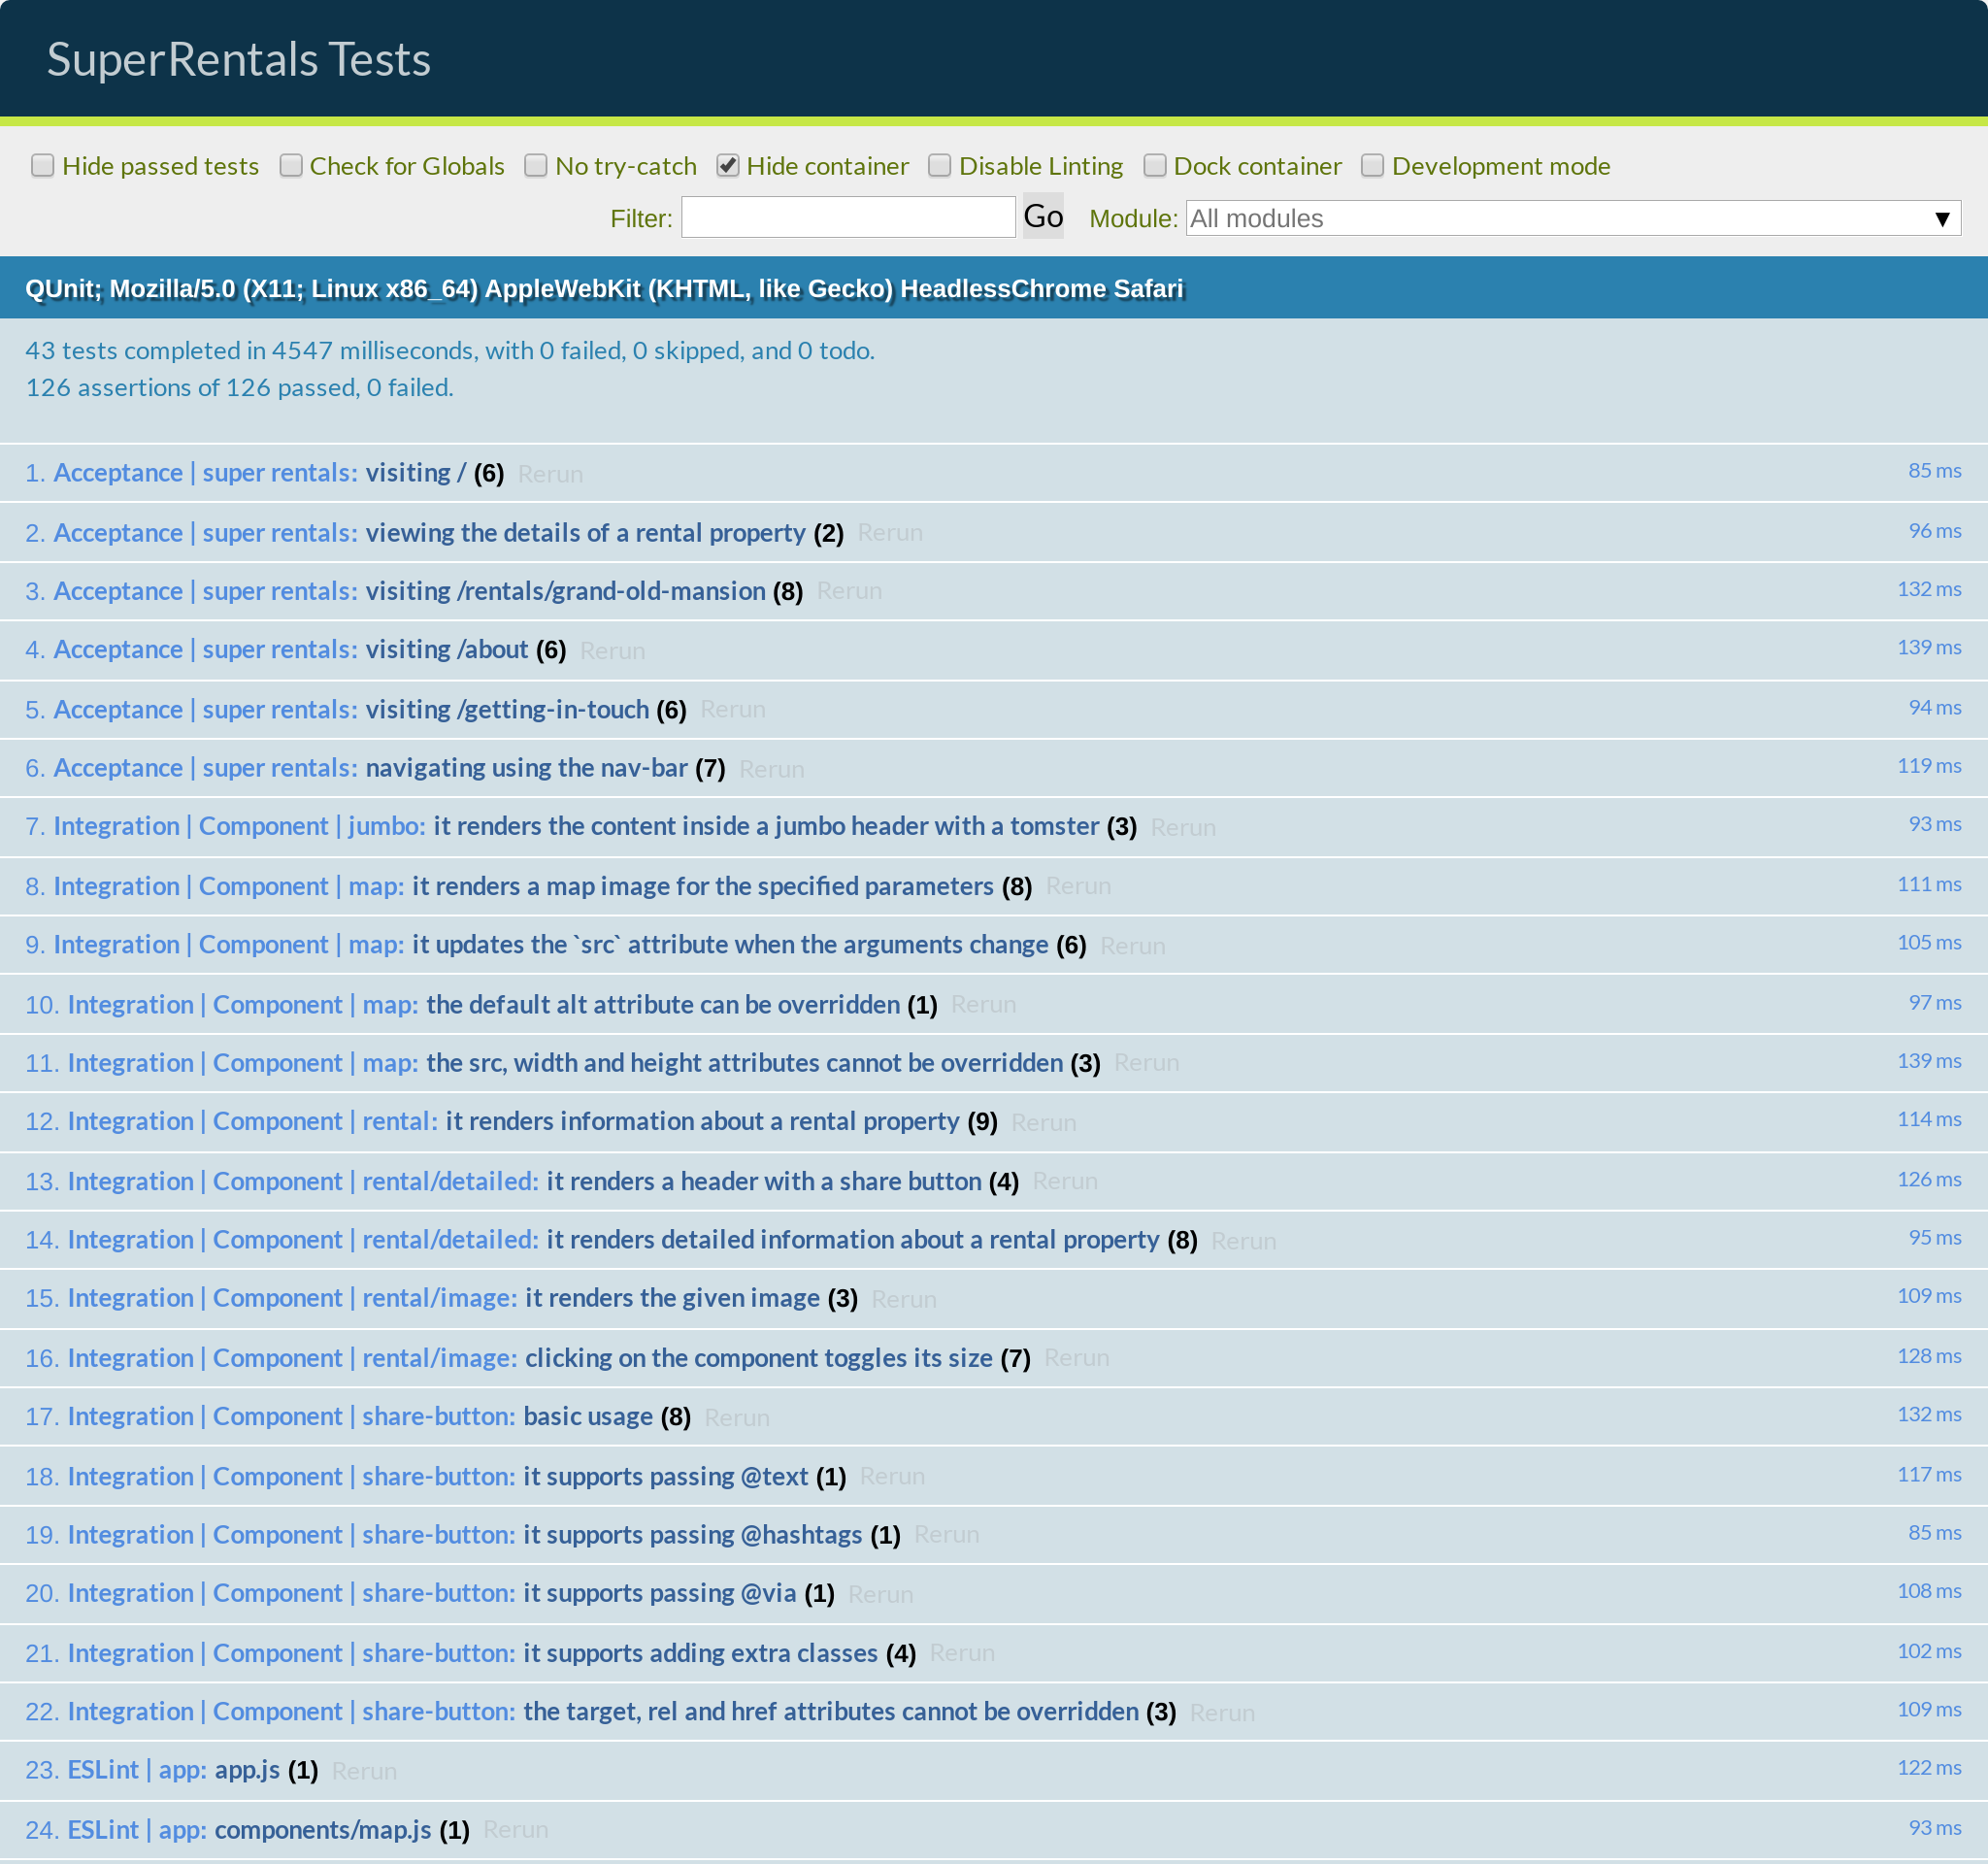 SuperRentals Tests
Hide passed tests Check for Globals No try-catch Hide container Disable Linting Dock container Development mode
Filter: Go Module: All modules ▼
QUnit; Mozilla/5.0 (X11; Linux x86_64) AppleWebKit (KHTML, like Gecko) HeadlessChrome Safari
43 tests completed in 4547 milliseconds, with 0 failed, 0 skipped, and 0 todo.
126 assertions of 126 passed, 0 failed.
1. Acceptance | super rentals: visiting / (6) Rerun 85 ms
2. Acceptance | super rentals: viewing the details of a rental property (2) Rerun 96 ms
3. Acceptance | super rentals: visiting /rentals/grand-old-mansion (8) Rerun 132 ms
4. Acceptance | super rentals: visiting /about (6) Rerun 139 ms
5. Acceptance | super rentals: visiting /getting-in-touch (6) Rerun 94 ms
6. Acceptance | super rentals: navigating using the nav-bar (7) Rerun 119 ms
7. Integration | Component | jumbo: it renders the content inside a jumbo header with a tomster (3) Rerun 93 ms
8. Integration | Component | map: it renders a map image for the specified parameters (8) Rerun 111 ms
9. Integration | Component | map: it updates the `src` attribute when the arguments change (6) Rerun 105 ms
10. Integration | Component | map: the default alt attribute can be overridden (1) Rerun 97 ms
11. Integration | Component | map: the src, width and height attributes cannot be overridden (3) Rerun 139 ms
12. Integration | Component | rental: it renders information about a rental property (9) Rerun 114 ms
13. Integration | Component | rental/detailed: it renders a header with a share button (4) Rerun 126 ms
14. Integration | Component | rental/detailed: it renders detailed information about a rental property (8) Rerun 95 ms
15. Integration | Component | rental/image: it renders the given image (3) Rerun 109 ms
16. Integration | Component | rental/image: clicking on the component toggles its size (7) Rerun 128 ms
17. Integration | Component | share-button: basic usage (8) Rerun 132 ms
18. Integration | Component | share-button: it supports passing @text (1) Rerun 117 ms
19. Integration | Component | share-button: it supports passing @hashtags (1) Rerun 85 ms
20. Integration | Component | share-button: it supports passing @via (1) Rerun 108 ms
21. Integration | Component | share-button: it supports adding extra classes (4) Rerun 102 ms
22. Integration | Component | share-button: the target, rel and href attributes cannot be overridden (3) Rerun 109 ms
23. ESLint | app: app.js (1) Rerun 122 ms
24. ESLint | app: components/map.js (1) Rerun 93 ms